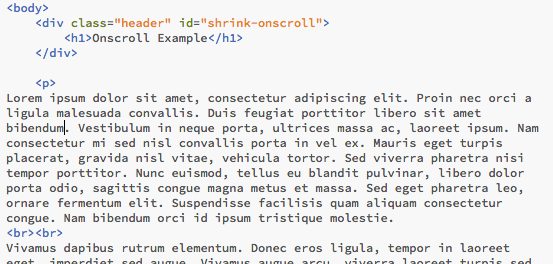 <body>
<div class="header" id="shrink-onscroll">
<h1>Onscroll Example</h1>
</div>
<p>
Lorem ipsum dolor sit amet, consectetur adipiscing elit. Proin nec orci a
ligula malesuada convallis. Duis feugiat porttitor libero sit amet
bibendum. Vestibulum in neque porta, ultrices massa ac, laoreet ipsum. Nam
consectetur mi sed nisl convallis porta in vel ex. Mauris eget turpis
placerat, gravida nisl vitae, vehicula tortor. Sed viverra pharetra nisi
tempor porttitor. Nunc euismod, tellus eu blandit pulvinar, libero dolor
porta odio, sagittis congue magna metus et massa. Sed eget pharetra leo,
ornare fermentum elit. Suspendisse facilisis quam aliquam consectetur
congue. Nam bibendum orci id ipsum tristique molestie.
<br><br>
Vivamus dapibus rutrum elementum. Donec eros ligula, tempor in laoreet
eget, imperdiet sed augue. Vivamus augue arcu, viverra laoreet turpis sed